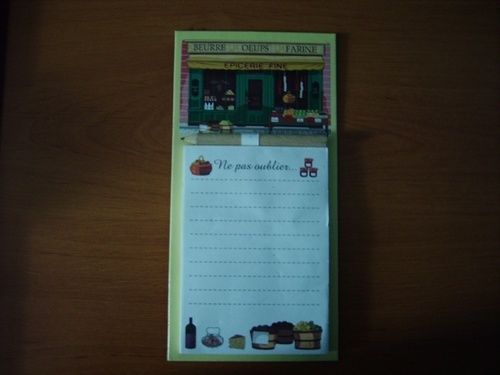 BEURRE OEUFS FARINE
EPICERIE FINE
Ne pas oublier...